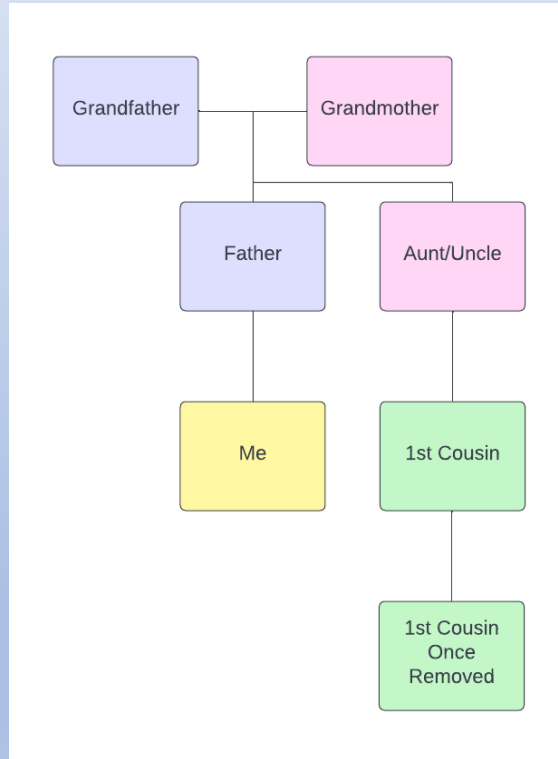 Grandfather
Grandmother
Father
Aunt/Uncle
Me
1st Cousin
1st Cousin
Once
Removed